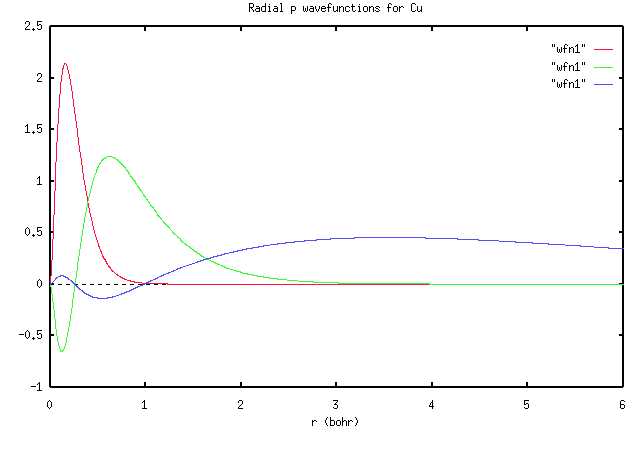 Radial p wavefunctions for Cu
2.5
2
1.5
1
0.5
0
-0.5
-1
"wfn1"
"wfn1"
"wfn1"
0 1 2 3 4 5 6
r (bohr)